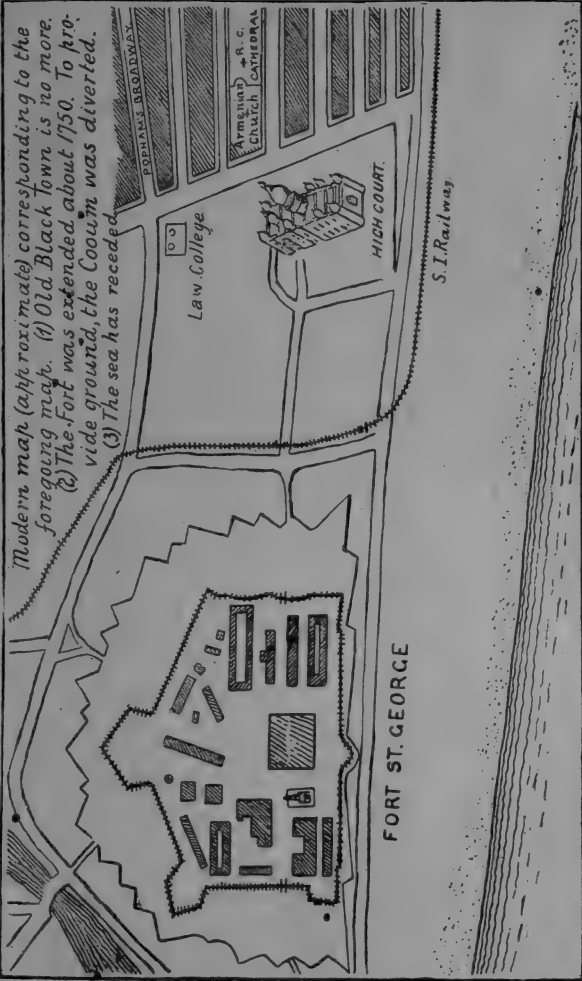 Modern map (approximate) corresponding to the
foregoing map. (1) Old Black Town is no more.
(2) The Fort was extended about 1750. To pro-
vide ground, the Cooum was diverted.
(3) The sea has receded
POPHAM'S BROADWAY.
Armenian
Church
R.C.
CATHEDRAL
Law College
HIGH COURT.
S.I. Railway.
FORT ST. GEORGE